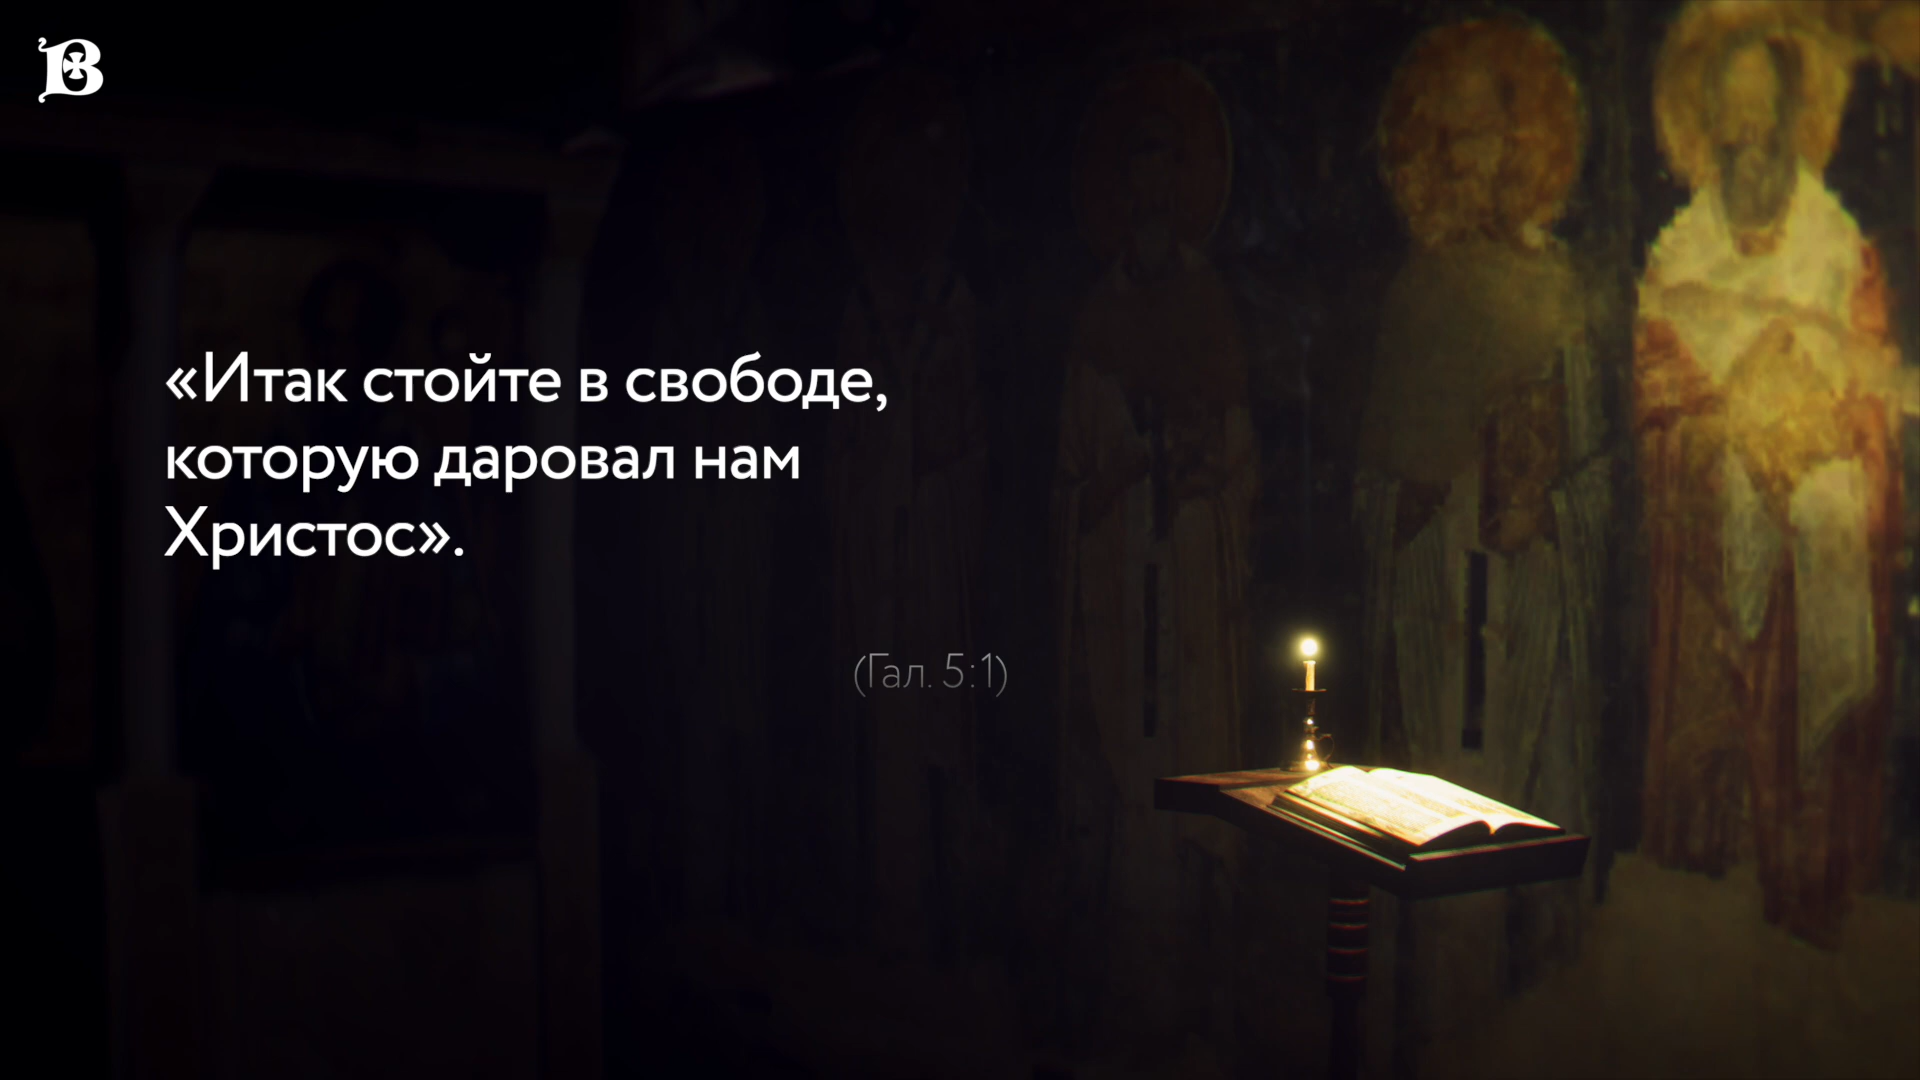 «Итак стойте в свободе,
которую даровал нам
Христос».
(Гал. 5:1)